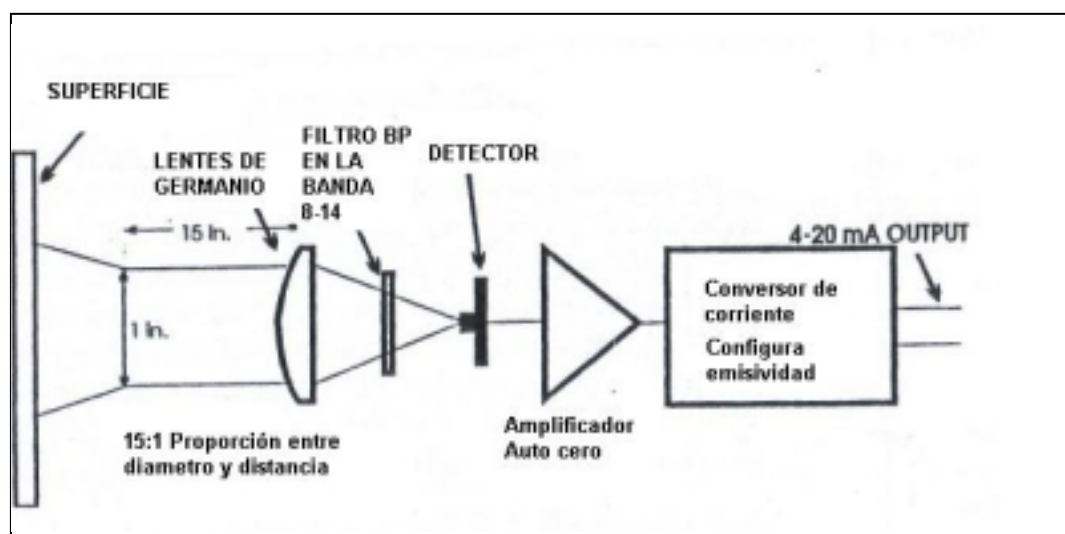 SUPERFICIE
LENTES DE
GERMANIO
FILTRO BP
EN LA
BANDA
8-14
DETECTOR
15 In.
1 In.
4-20 mA OUTPUT
Conversor de
corriente
Configura
emisividad
Amplificador
Auto cero
15:1 Proporción entre
diametro y distancia